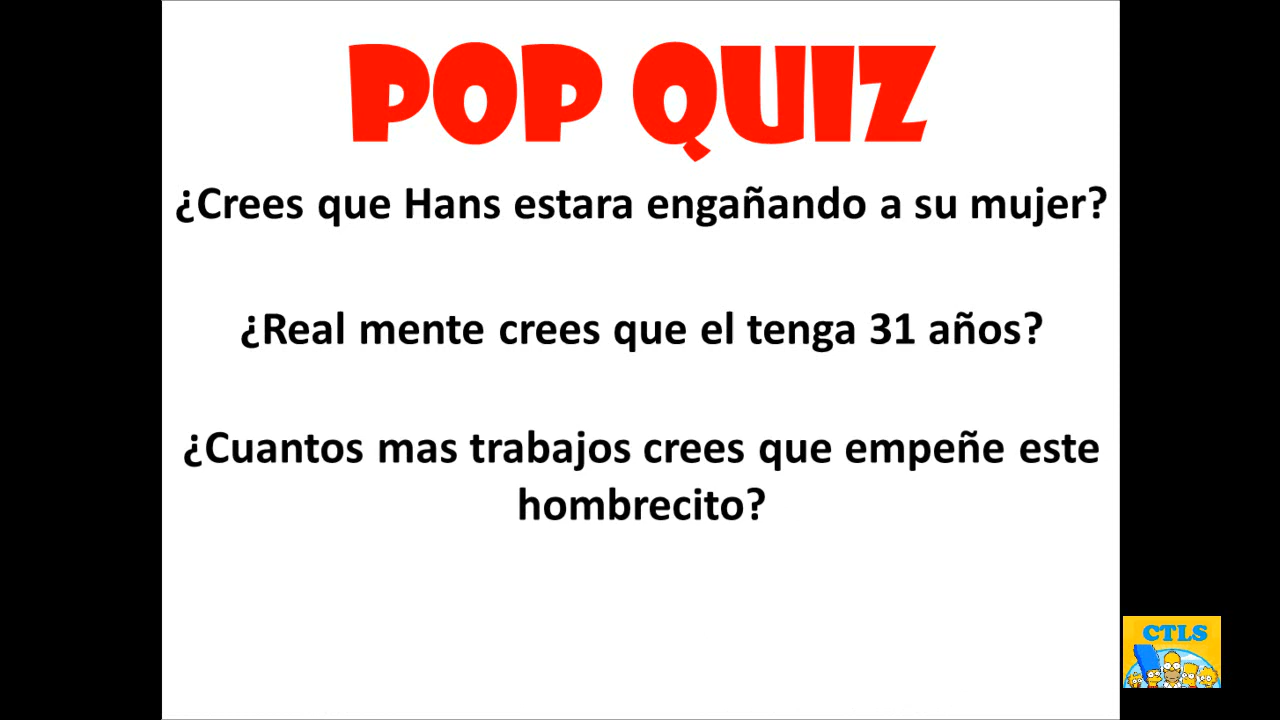 POP QUIZ
¿Crees que Hans estara engañando a su mujer?
¿Real mente crees que el tenga 31 años?
¿Cuantos mas trabajos crees que empeñe este
hombrecito?
CTLS